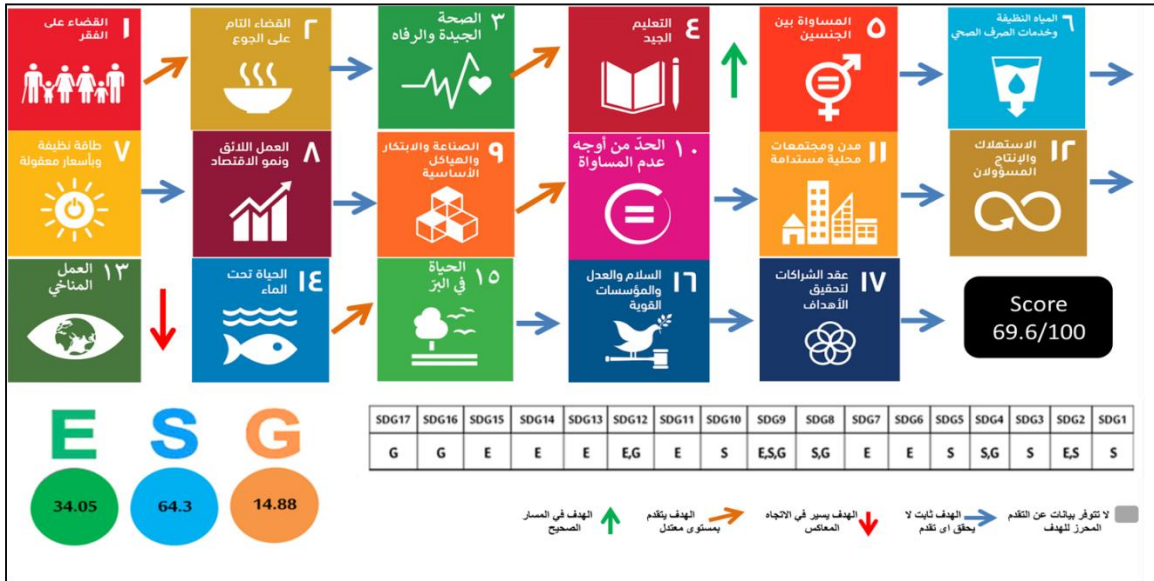 ١ القضاء على
الفقر
٢ القضاء التام
على الجوع
٣ الصحة
الجيدة والرفاه
٤ التعليم
الجيد
٥ المساواة بين
الجنسين
٦ المياه النظيفة
وخدمات الصرف الصحي
٧ طاقة نظيفة
وبأسعار معقولة
٨ العمل اللائق
ونمو الاقتصاد
٩ الصناعة والابتكار
والهياكل
الأساسية
١٠ الحدّ من أوجه
عدم المساواة
١١ مدن ومجتمعات
محلية مستدامة
١٢ الاستهلاك
والإنتاج
المسؤولان
١٣ العمل
المناخي
١٤ الحياة تحت
الماء
١٥ الحياة
في البرّ
١٦ السلام والعدل
والمؤسسات
القوية
١٧ عقد الشراكات
لتحقيق
الأهداف
Score
69.6/100
E S G
34.05 64.3 14.88
SDG17 SDG16 SDG15 SDG14 SDG13 SDG12 SDG11 SDG10 SDG9 SDG8 SDG7 SDG6 SDG5 SDG4 SDG3 SDG2 SDG1
G G E E E E,G E S E,S,G S,G E E S S,G S E,S S
لا تتوفر بيانات عن التقدم
المحرز للهدف
الهدف ثابت لا
يحقق اى تقدم
الهدف يسير في الاتجاه
المعاكس
الهدف يتقدم
بمستوى معتدل
الهدف في المسار
الصحيح